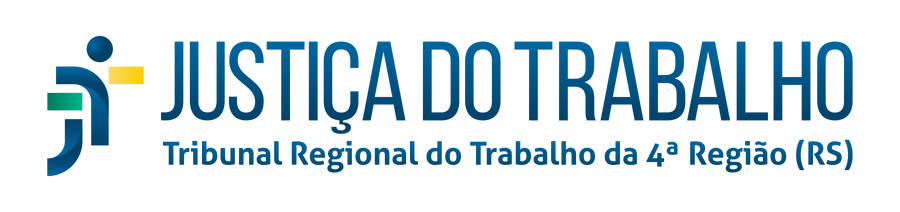 JUSTIÇA DO TRABALHO
Tribunal Regional do Trabalho da 4ª Região (RS)